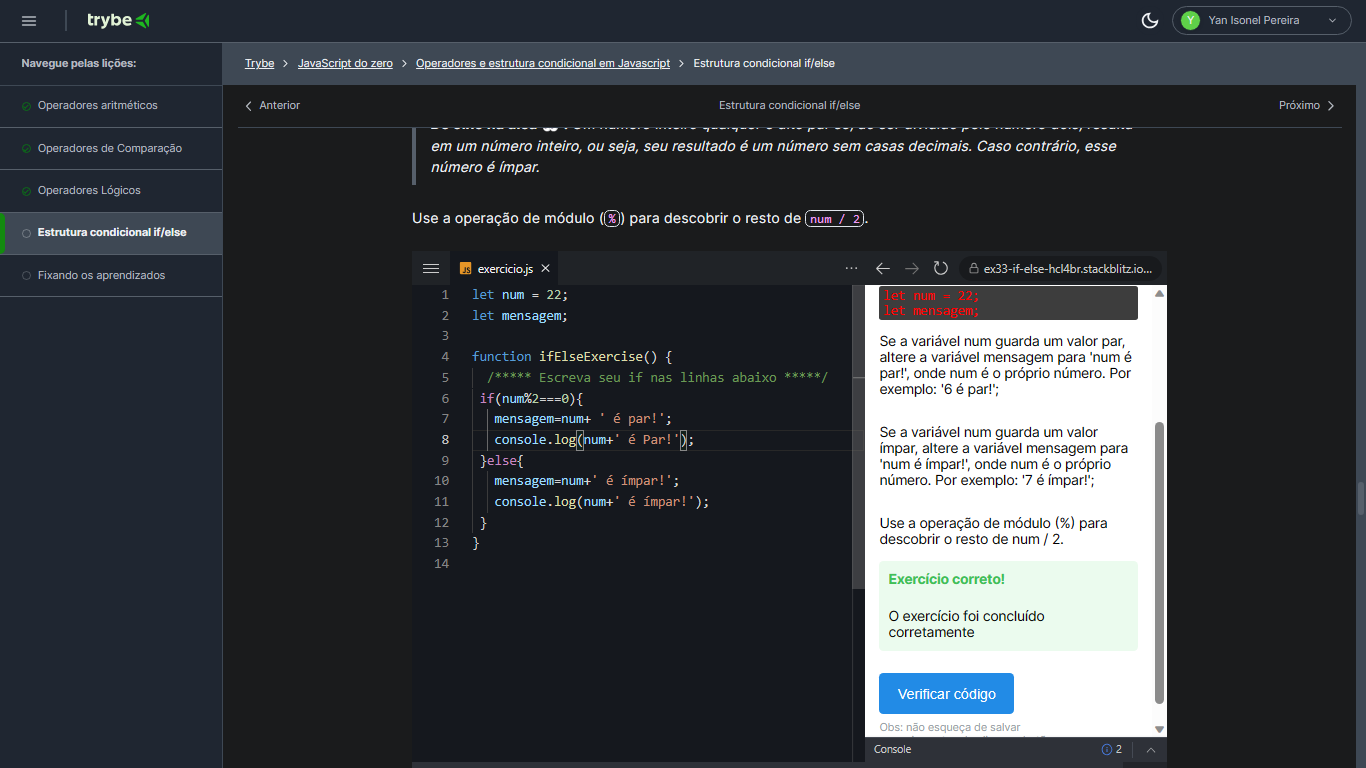 trybe
Y
Yan Isonel Pereira
Navegue pelas lições:
Operadores aritméticos
Operadores de Comparação
Operadores Lógicos
Estrutura condicional if/else
Fixando os aprendizados
Trybe > JavaScript do zero > Operadores e estrutura condicional em Javascript > Estrutura condicional if/else
Anterior
Estrutura condicional if/else
Próximo
em um número inteiro, ou seja, seu resultado é um número sem casas decimais. Caso contrário, esse
número é ímpar.
Use a operação de módulo (%) para descobrir o resto de num / 2.
JS exercicio.js
ex33-if-else-hcl4br.stackblitz.io...
1 let num = 22;
2 let mensagem;
3
4 function ifElseExercise() {
5 /***** Escreva seu if nas linhas abaixo *****/
6 if(num%2===0){
7 mensagem=num+ ' é par!';
8 console.log(num+' é Par!');
9 }else{
10 mensagem=num+' é ímpar!';
11 console.log(num+' é ímpar!');
12 }
13 }
14
let num = 22;
let mensagem;
Se a variável num guarda um valor par,
altere a variável mensagem para 'num é
par!', onde num é o próprio número. Por
exemplo: '6 é par!';
Se a variável num guarda um valor
ímpar, altere a variável mensagem para
'num é ímpar!', onde num é o próprio
número. Por exemplo: '7 é ímpar!';
Use a operação de módulo (%) para
descobrir o resto de num / 2.
Exercício correto!
O exercício foi concluído
corretamente
Verificar código
Obs: não esqueça de salvar
Console
2